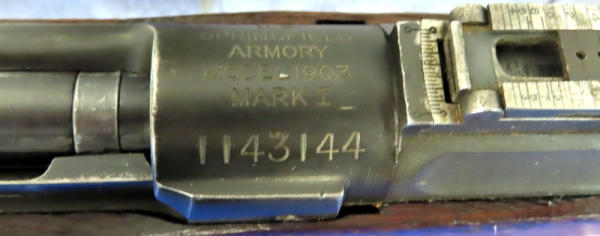 SPRINGFIELD
ARMORY
MODEL 1903
MARK I
1143144